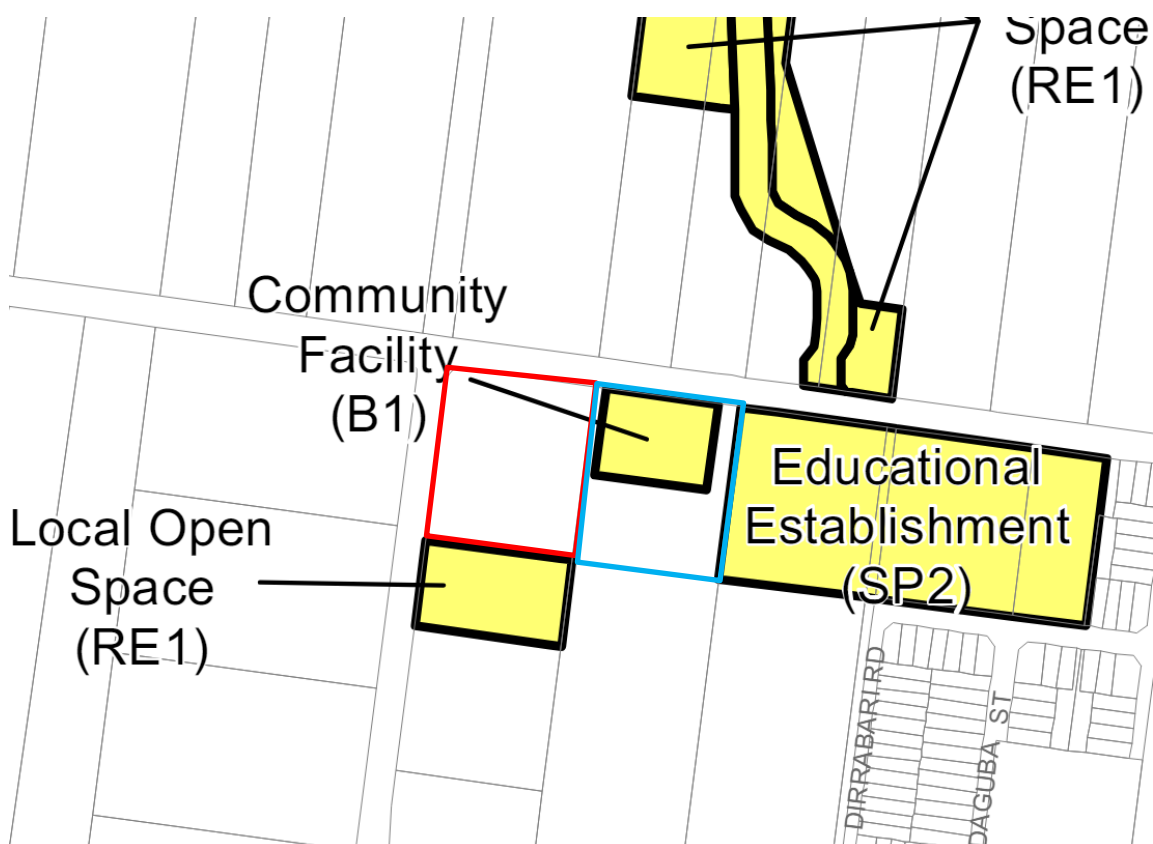 Space
(RE1)
Community
Facility
(B1)
Educational
Establishment
(SP2)
Local Open
Space
(RE1)
DIRRABARI RD
DAGUBA ST